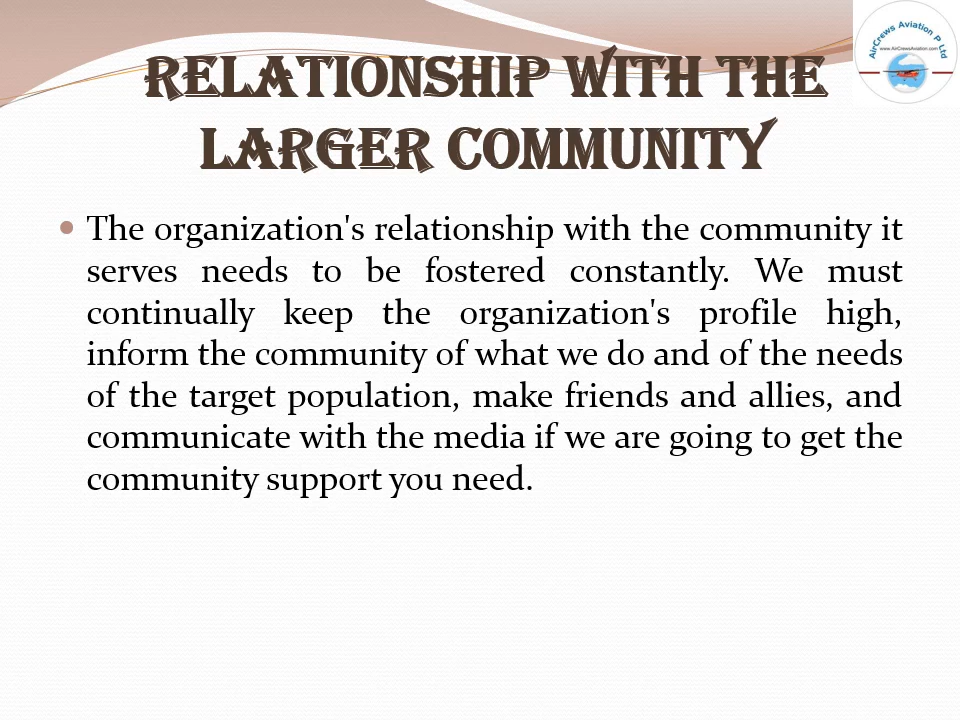 RELATIONSHIP WITH THE
LARGER COMMUNITY
AirCrews Aviation P Ltd
www.AirCrewsAviation.com
• The organization's relationship with the community it
serves needs to be fostered constantly. We must
continually keep the organization's profile high,
inform the community of what we do and of the needs
of the target population, make friends and allies, and
communicate with the media if we are going to get the
community support you need.